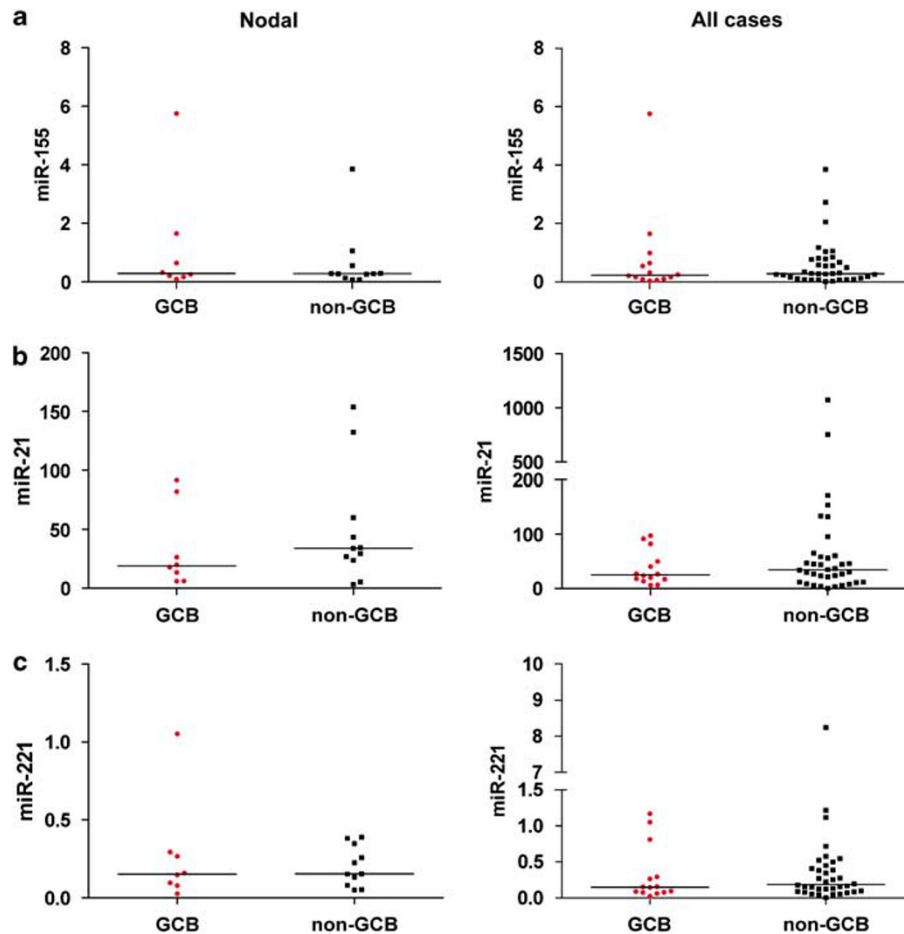 a
Nodal
All cases
8
6
4
2
0
miR-155
GCB
non-GCB
8
6
4
2
0
miR-155
GCB
non-GCB
b
200
150
100
50
0
miR-21
GCB
non-GCB
1500
1000
500
200
100
0
miR-21
GCB
non-GCB
c
1.5
1.0
0.5
0.0
miR-221
GCB
non-GCB
10
9
8
7
1.5
1.0
0.5
0.0
miR-221
GCB
non-GCB